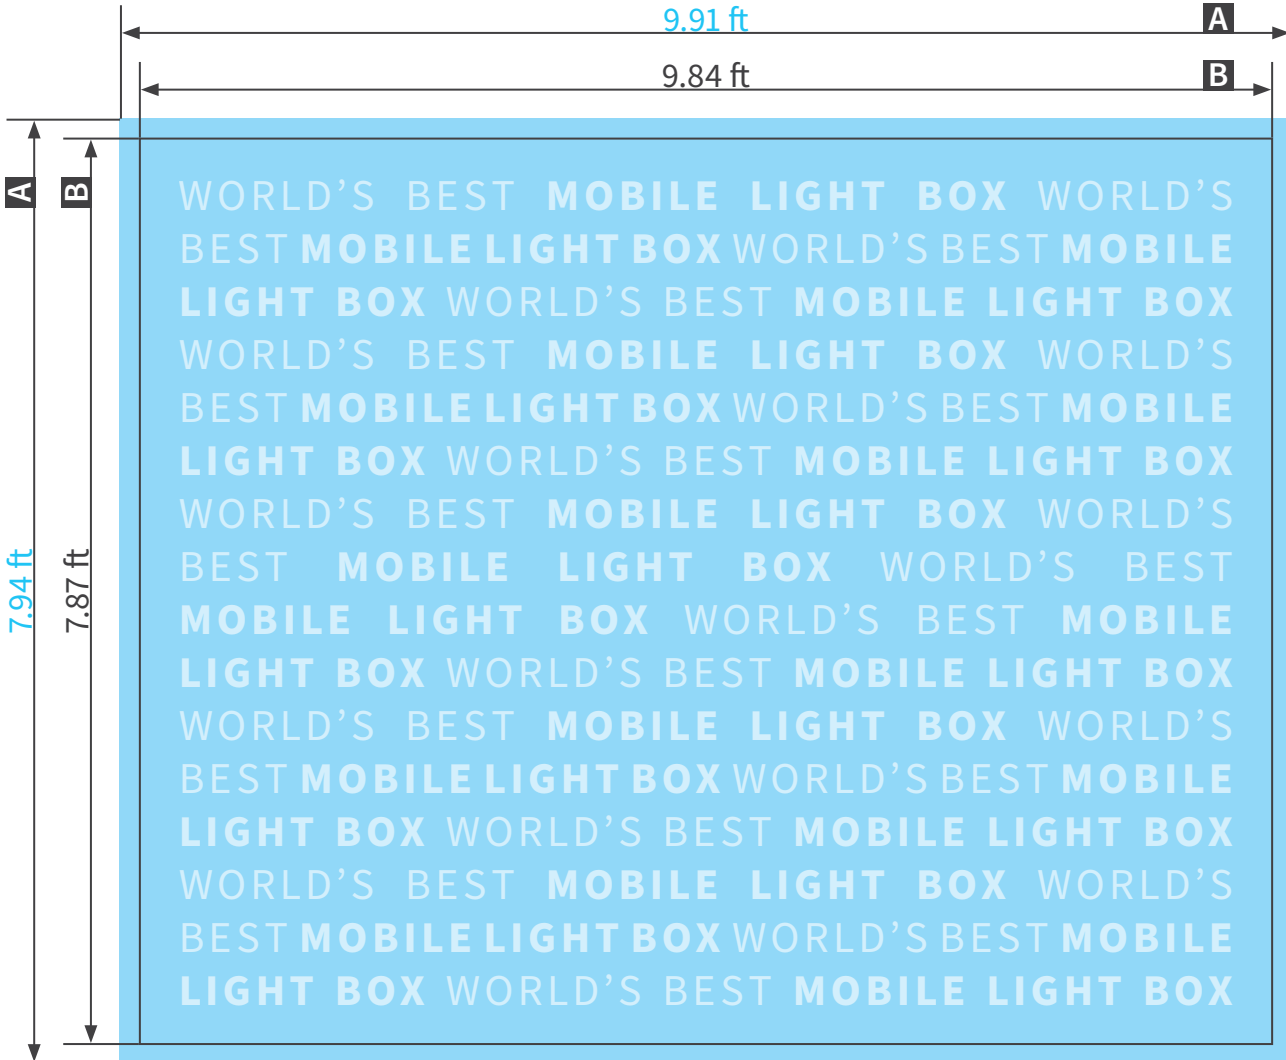 9.91 ft A
9.84 ft B
A B
7.94 ft 7.87 ft
WORLD’S BEST MOBILE LIGHT BOX WORLD’S
BEST MOBILE LIGHT BOX WORLD’S BEST MOBILE
LIGHT BOX WORLD’S BEST MOBILE LIGHT BOX
WORLD’S BEST MOBILE LIGHT BOX WORLD’S
BEST MOBILE LIGHT BOX WORLD’S BEST MOBILE
LIGHT BOX WORLD’S BEST MOBILE LIGHT BOX
WORLD’S BEST MOBILE LIGHT BOX WORLD’S
BEST MOBILE LIGHT BOX WORLD’S BEST
MOBILE LIGHT BOX WORLD’S BEST MOBILE
LIGHT BOX WORLD’S BEST MOBILE LIGHT BOX
WORLD’S BEST MOBILE LIGHT BOX WORLD’S
BEST MOBILE LIGHT BOX WORLD’S BEST MOBILE
LIGHT BOX WORLD’S BEST MOBILE LIGHT BOX
WORLD’S BEST MOBILE LIGHT BOX WORLD’S
BEST MOBILE LIGHT BOX WORLD’S BEST MOBILE
LIGHT BOX WORLD’S BEST MOBILE LIGHT BOX